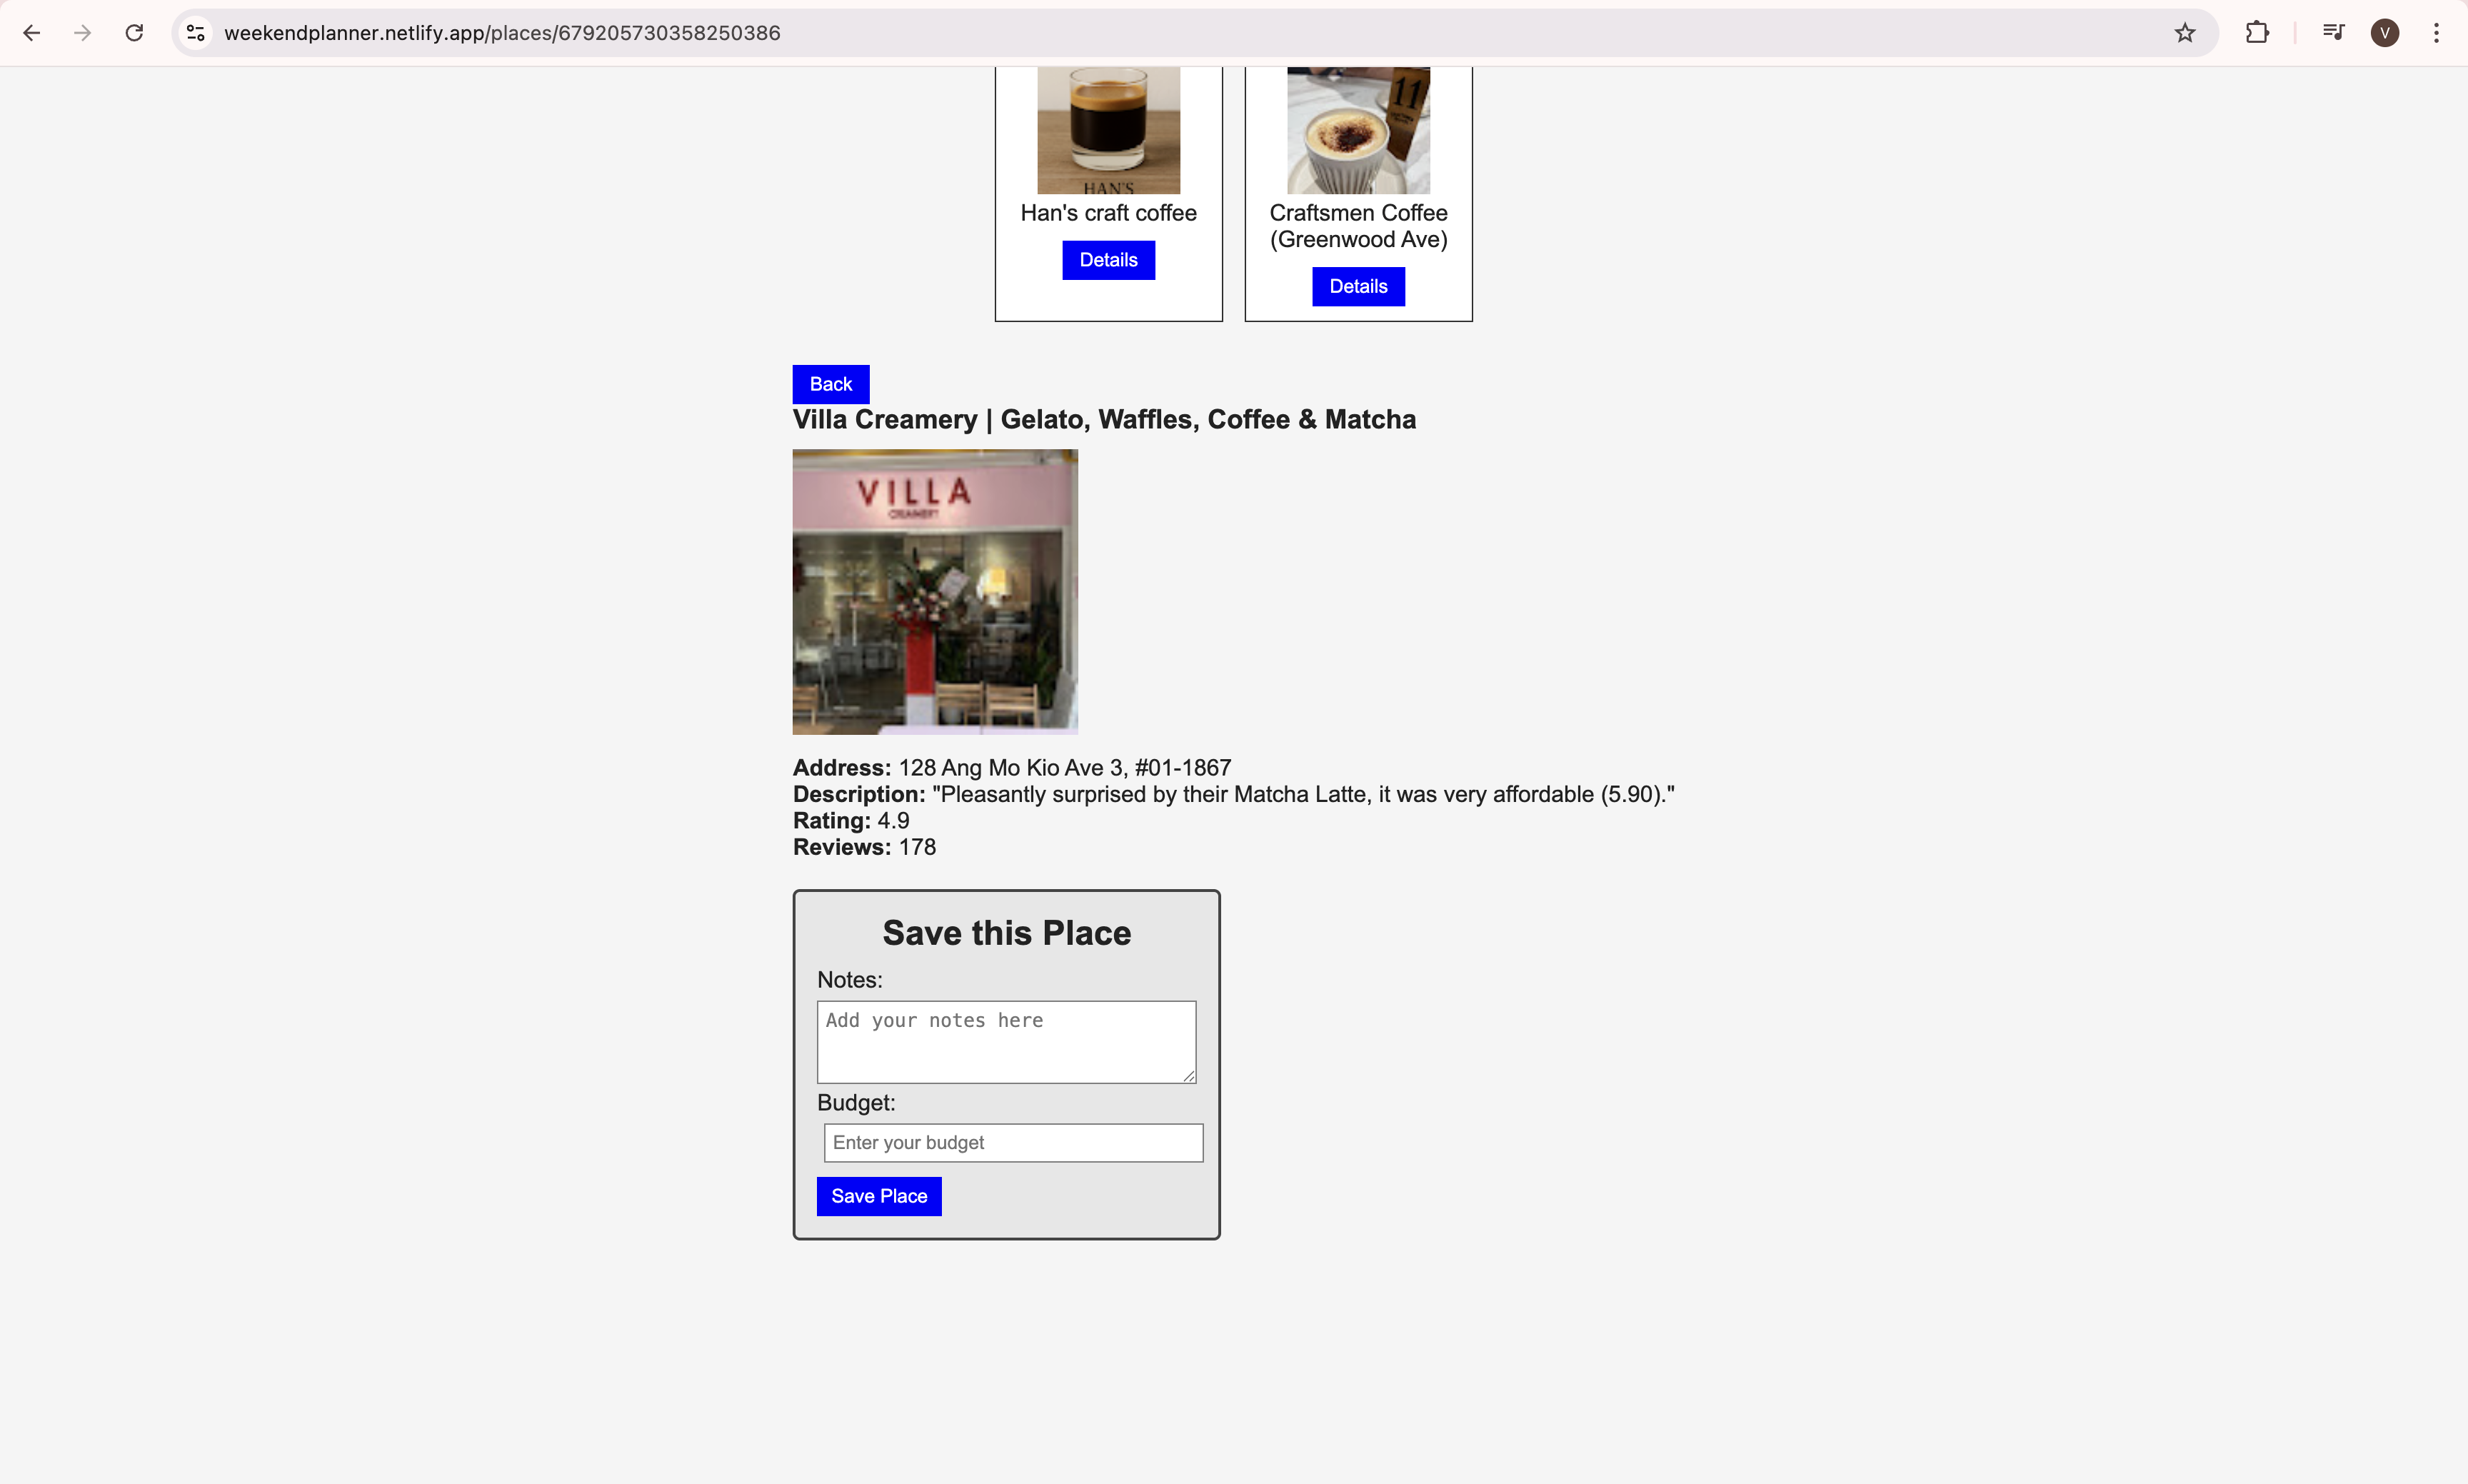 weekendplanner.netlify.app/places/679205730358250386
V
HAN'S
11
Han's craft coffee
Craftsmen Coffee
(Greenwood Ave)
Details
Details
Back
Villa Creamery | Gelato, Waffles, Coffee & Matcha
VILLA
CREAMERY
Address: 128 Ang Mo Kio Ave 3, #01-1867
Description: "Pleasantly surprised by their Matcha Latte, it was very affordable (5.90)."
Rating: 4.9
Reviews: 178
Save this Place
Notes:
Add your notes here
Budget:
Enter your budget
Save Place